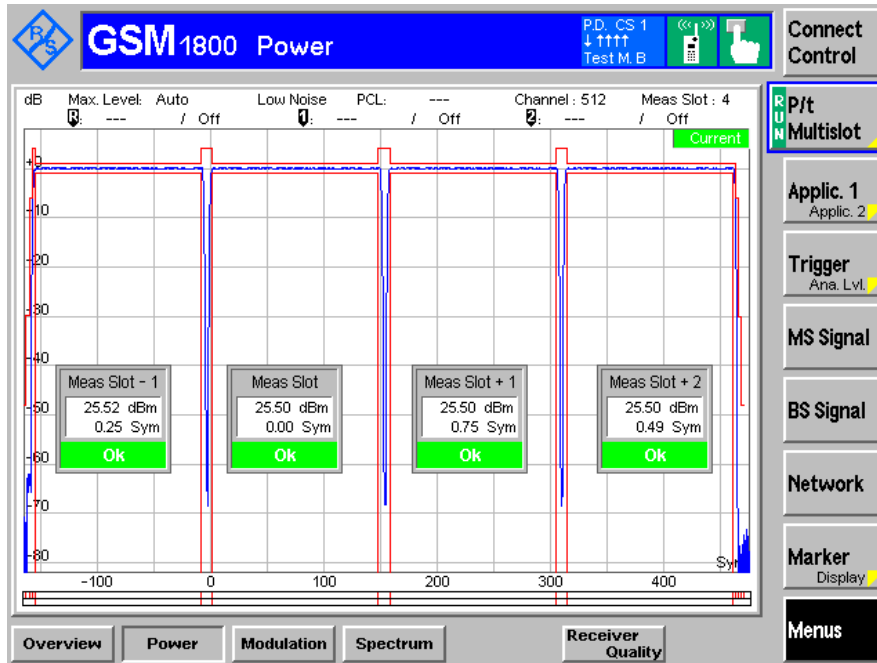 R/S
GSM 1800 Power
P.D. CS 1
↓ ↑↑↑↑
Test M. B
Connect
Control
dB Max. Level: Auto Low Noise PCL: --- Channel : 512 Meas Slot : 4
R: --- / Off 1: --- / Off 2: --- / Off
Current
RUN
P/t
Multislot
Applic. 1
Applic. 2
Trigger
Ana. Lvl.
MS Signal
BS Signal
Network
Marker
Display
Menus
+0
-10
-20
-30
-40
-50
-60
-70
-80
Meas Slot - 1
25.52 dBm
0.25 Sym
Ok
Meas Slot
25.50 dBm
0.00 Sym
Ok
Meas Slot + 1
25.50 dBm
0.75 Sym
Ok
Meas Slot + 2
25.50 dBm
0.49 Sym
Ok
Sym
-100 0 100 200 300 400
Overview Power Modulation Spectrum Receiver Quality